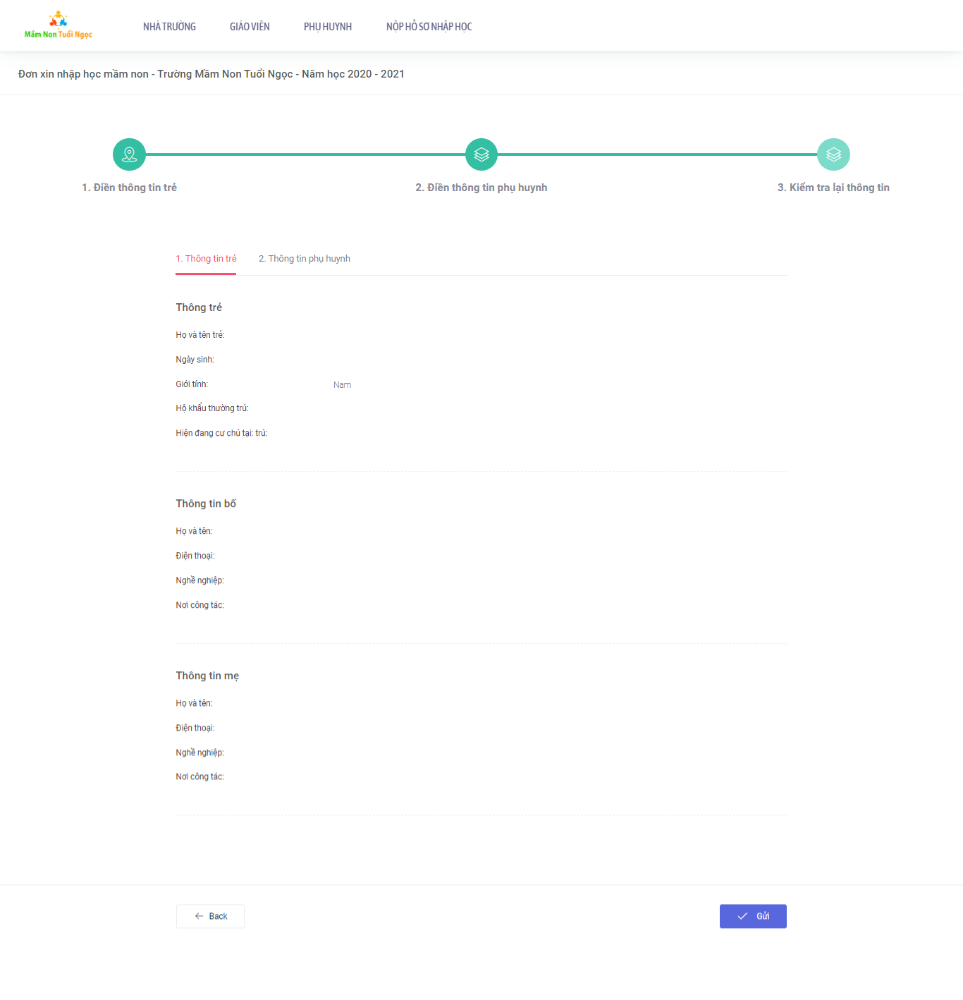 Mầm Non Tuổi Ngọc
NHÀ TRƯỜNG
GIÁO VIÊN
PHỤ HUYNH
NỘP HỒ SƠ NHẬP HỌC
Đơn xin nhập học mầm non - Trường Mầm Non Tuổi Ngọc - Năm học 2020 - 2021
1. Điền thông tin trẻ
2. Điền thông tin phụ huynh
3. Kiểm tra lại thông tin
1. Thông tin trẻ
2. Thông tin phụ huynh
Thông trẻ
Họ và tên trẻ:
Ngày sinh:
Giới tính: Nam
Hộ khẩu thường trú:
Hiện đang cư chú tại: trú:
Thông tin bố
Họ và tên:
Điện thoại:
Nghề nghiệp:
Nơi công tác:
Thông tin mẹ
Họ và tên:
Điện thoại:
Nghề nghiệp:
Nơi công tác:
Back
Gửi